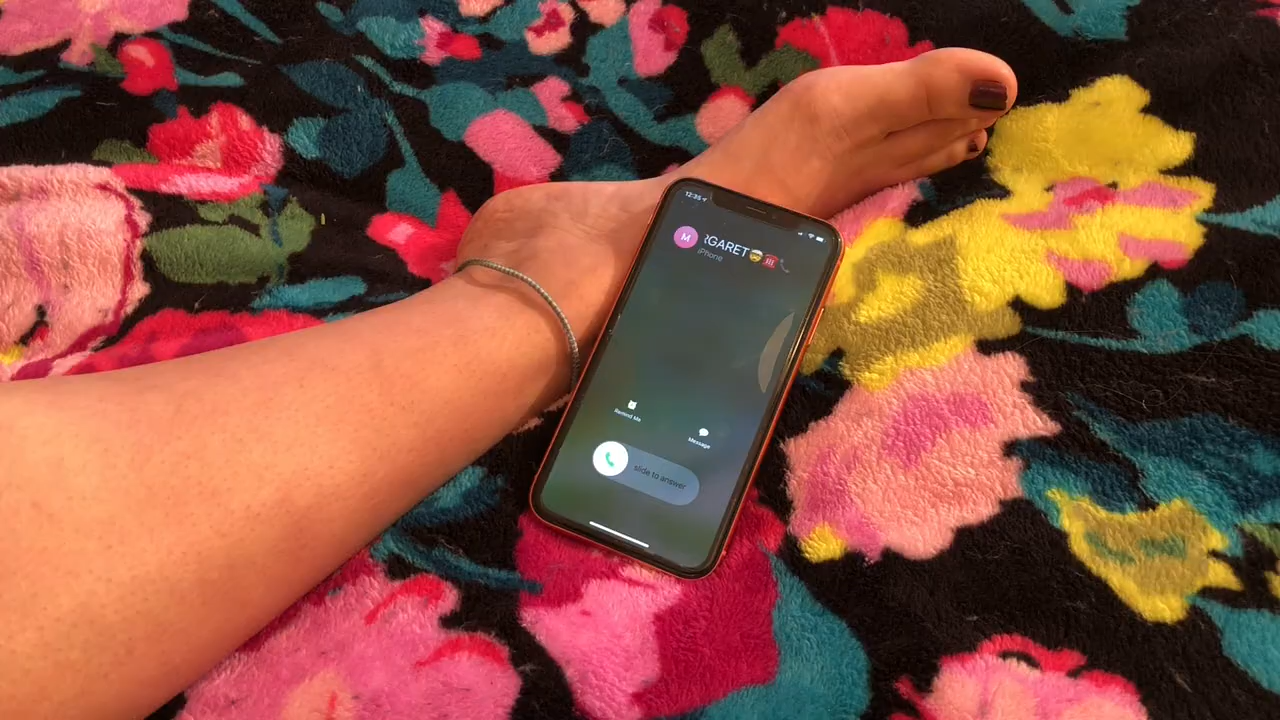 12:35
M
RGARET🤯☎️📞
iPhone
Remind Me
Message
slide to answer